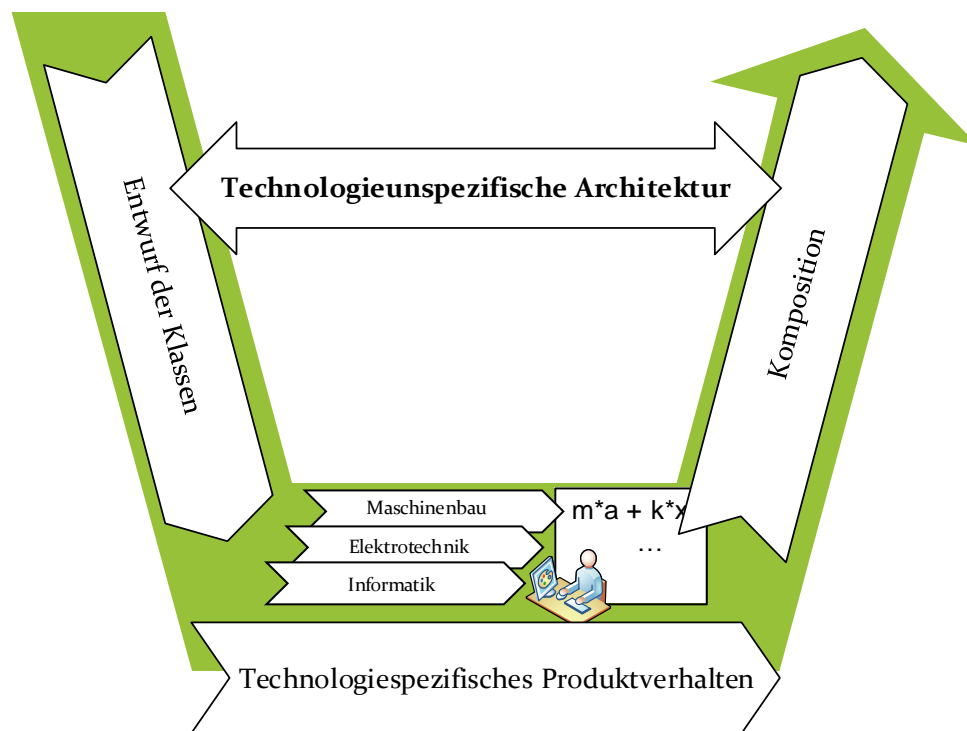 Technologieunspezifische Architektur
Entwurf der Klassen
Komposition
Maschinenbau
Elektrotechnik
Informatik
m*a + k*x
...
Technologiespezifisches Produktverhalten